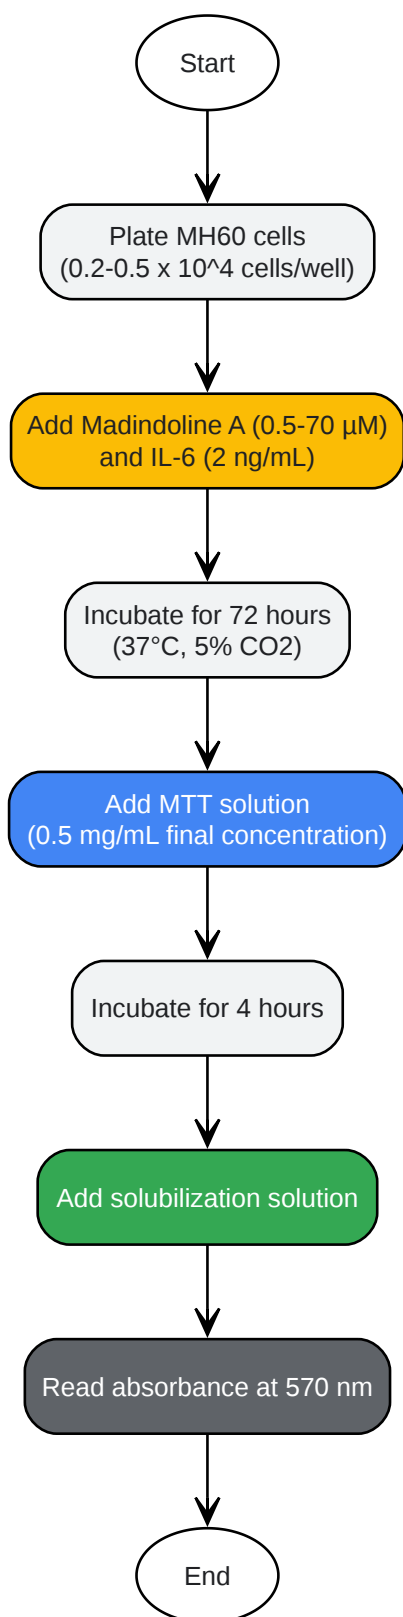 Start
Plate MH60 cells
(0.2-0.5 x 10^4 cells/well)
Add Madindoline A (0.5-70 µM)
and IL-6 (2 ng/mL)
Incubate for 72 hours
(37°C, 5% CO2)
Add MTT solution
(0.5 mg/mL final concentration)
Incubate for 4 hours
Add solubilization solution
Read absorbance at 570 nm
End